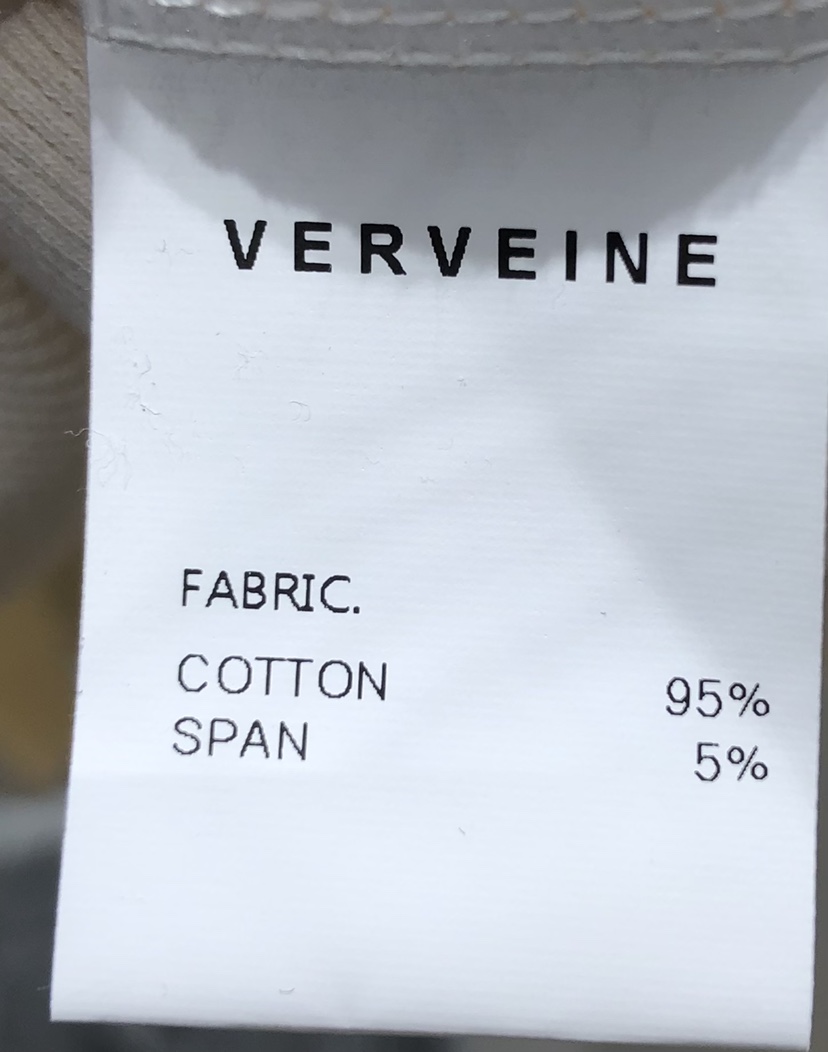 VERVEINE
FABRIC.
COTTON 95%
SPAN 5%